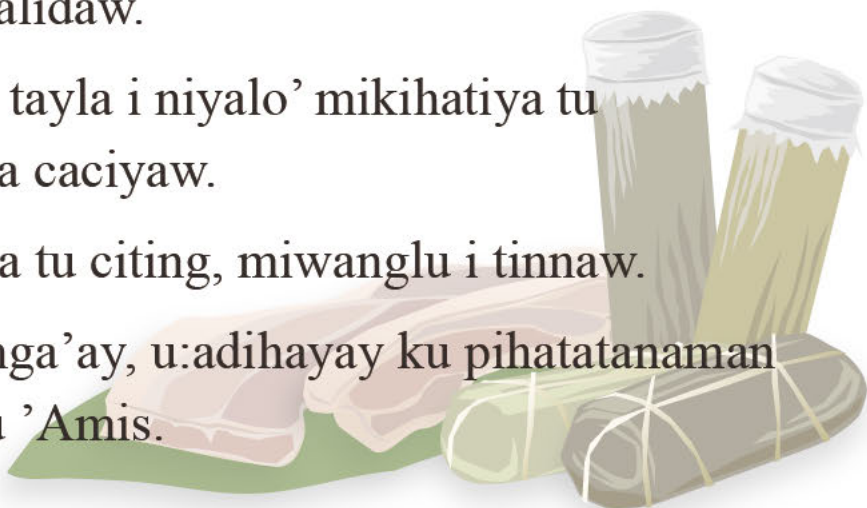 alidaw.
tayla i niyalo’ mikihatiya tu
a caciyaw.
a tu citing, miwanglu i tinnaw.
nga’ay, u:adihayay ku pihatatanaman
u ’Amis.